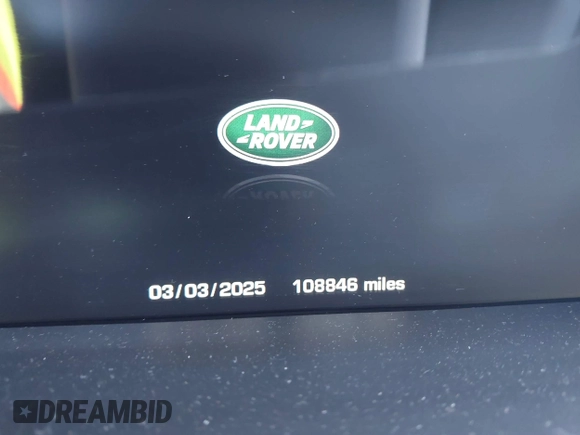 LAND
ROVER
03/03/2025 108846 miles
DREAMBID